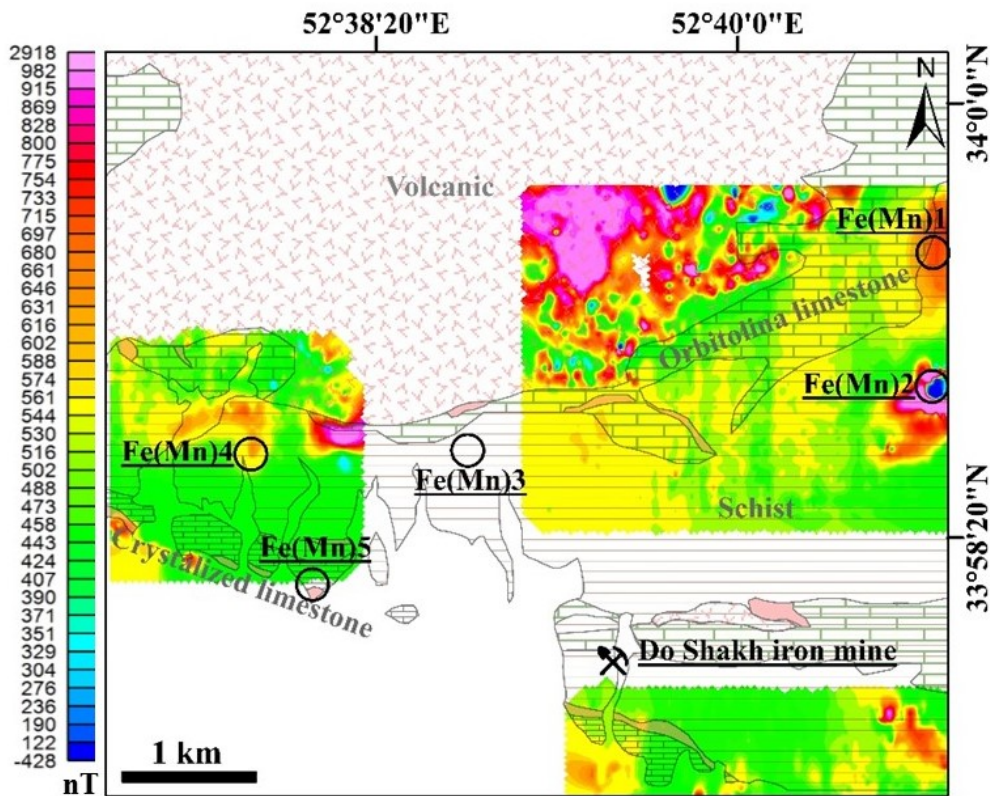 52°38'20"E
52°40'0"E
2918
982
915
869
828
800
775
754
733
715
697
680
661
646
631
616
602
588
574
561
544
530
516
502
488
473
458
443
424
407
390
371
351
329
304
276
236
190
122
-428
nT
N
34°0'0"N
33°58'20"N
Volcanic
Fe(Mn)1
Orbitolina limestone
Fe(Mn)2
Fe(Mn)4
Fe(Mn)3
Schist
Fe(Mn)5
Crystalized limestone
Do Shakh iron mine
1 km